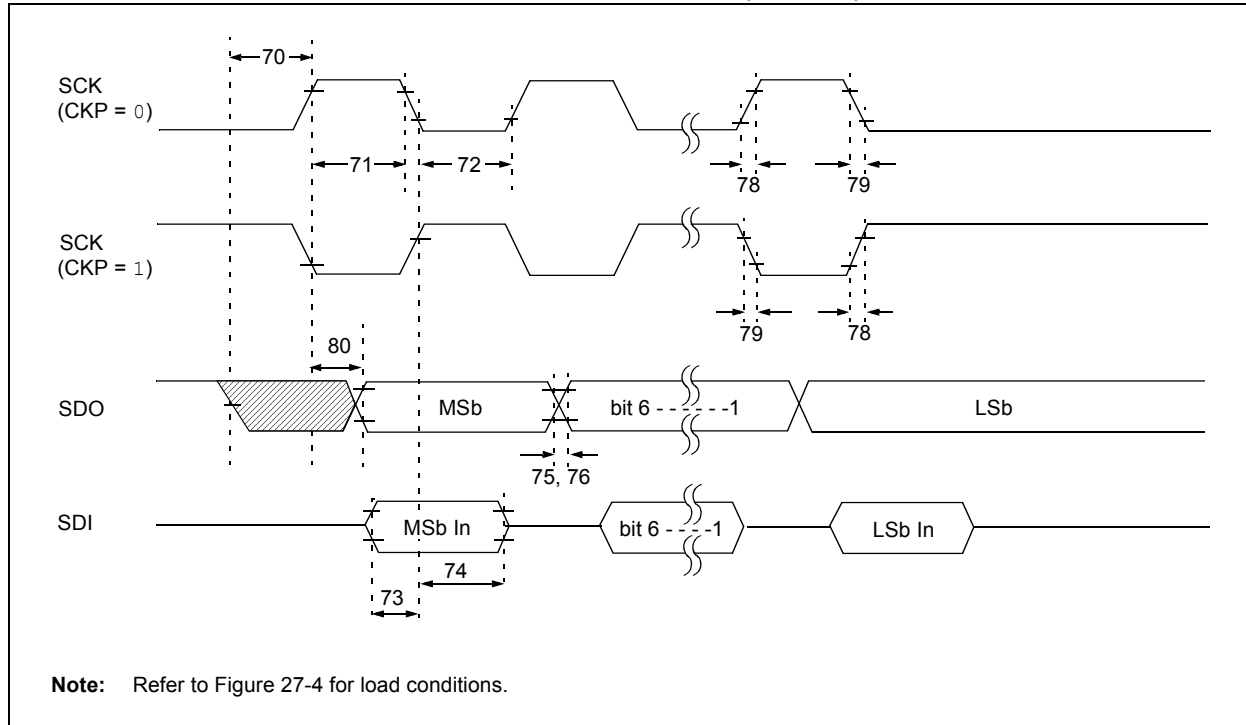 70
SCK
(CKP = 0)
71
72
78
79
SCK
(CKP = 1)
79
78
80
SDO
MSb
bit 6 - - - - - -1
LSb
75, 76
SDI
MSb In
bit 6 - - - -1
LSb In
74
73
Note: Refer to Figure 27-4 for load conditions.